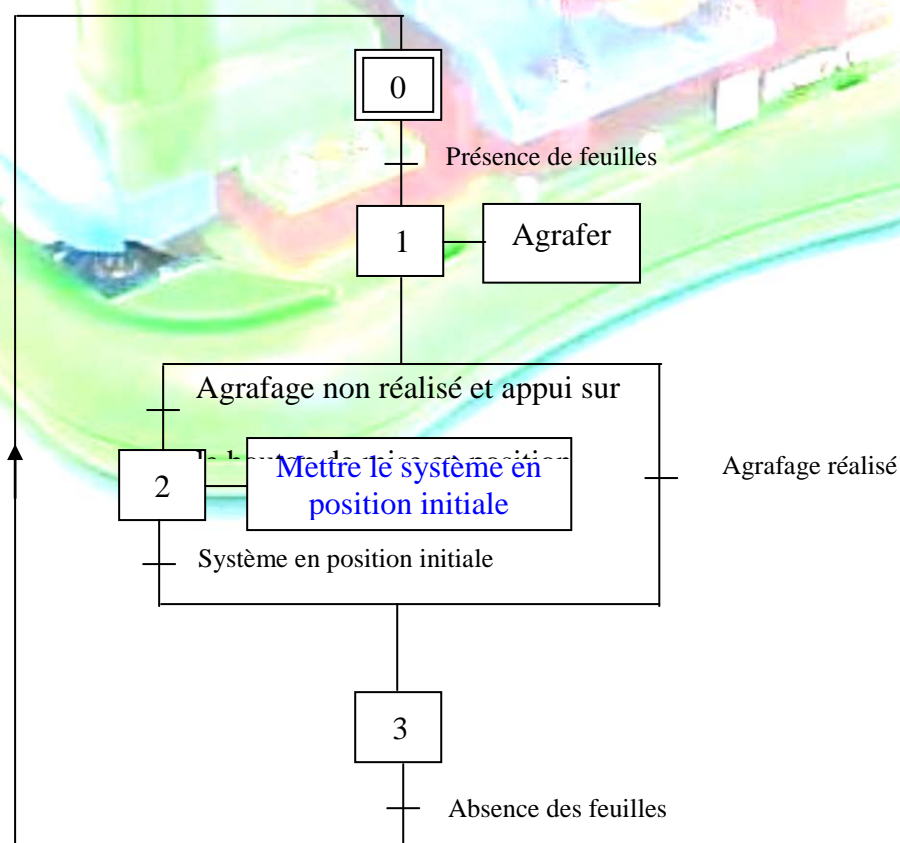 0
Présence de feuilles
1
Agrafer
Agrafage non réalisé et appui sur
2
Mettre le système en
position initiale
Agrafage réalisé
Système en position initiale
3
Absence des feuilles